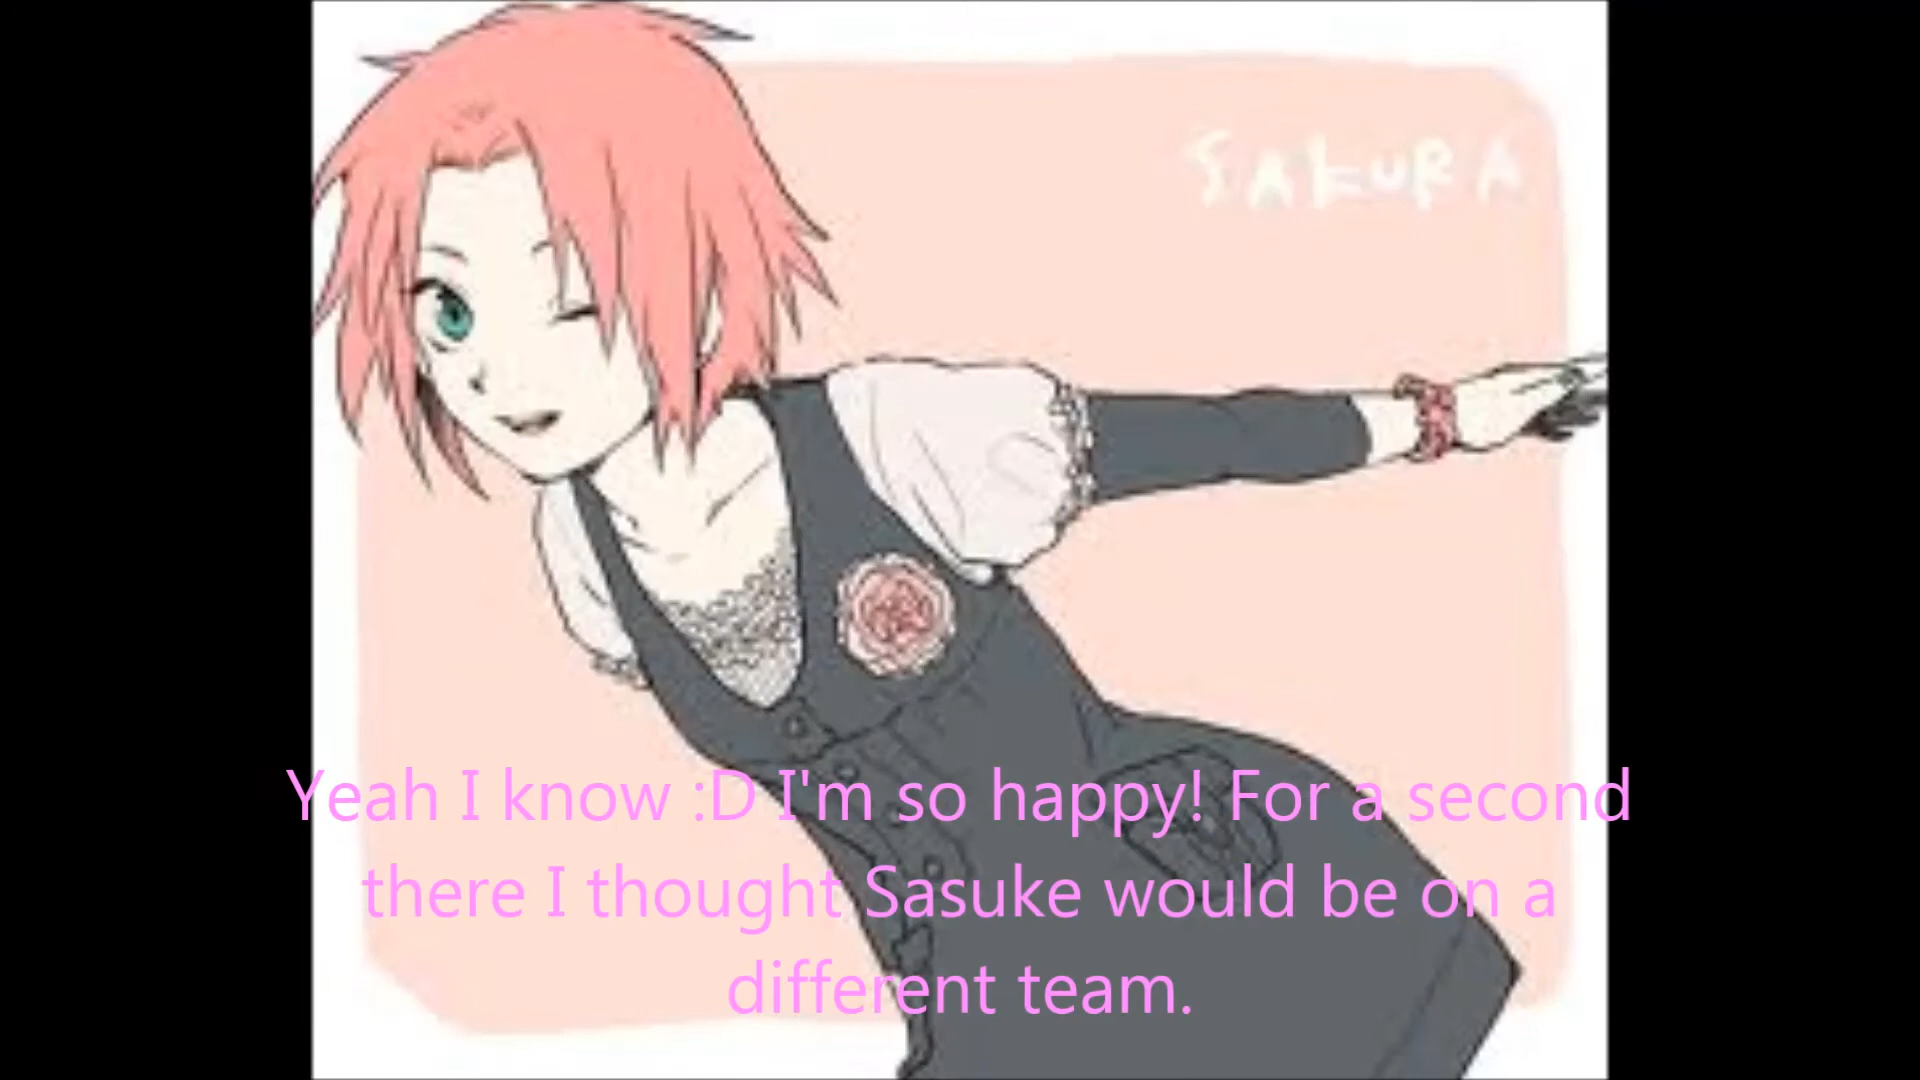 SAKURA
Yeah I know :D I'm so happy! For a second
there I thought Sasuke would be on a
different team.